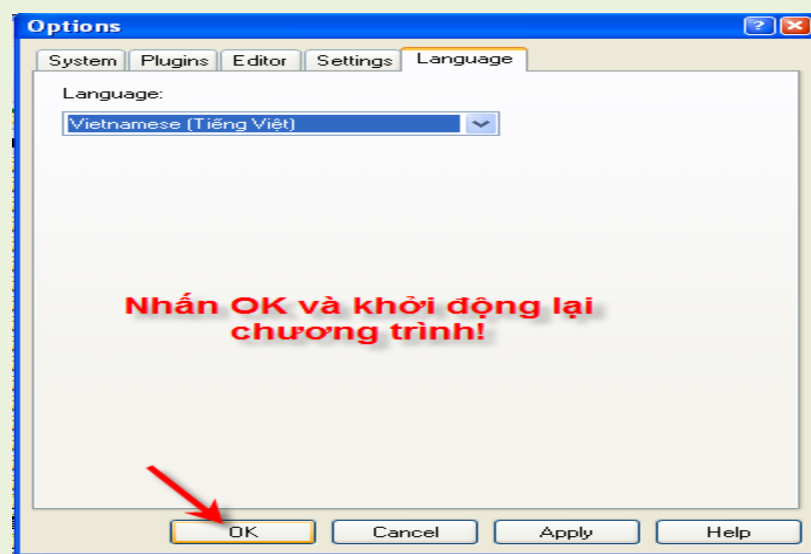 Options
System Plugins Editor Settings Language
Language:
Vietnamese (Tiếng Việt)
Nhấn OK và khởi động lại
chương trình!
OK Cancel Apply Help